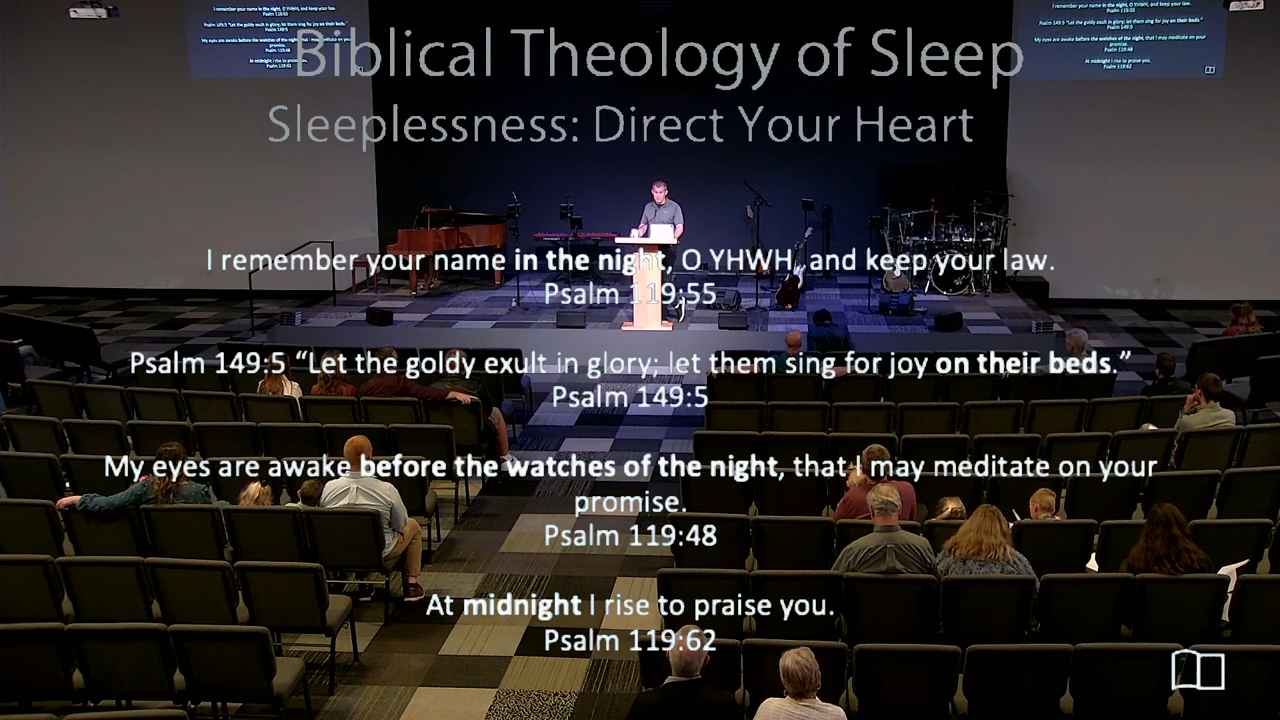 Biblical Theology of Sleep
Sleeplessness: Direct Your Heart
I remember your name in the night, O YHWH, and keep your law.
Psalm 119:55
Psalm 149:5 “Let the goldy exult in glory; let them sing for joy on their beds.”
Psalm 149:5
My eyes are awake before the watches of the night, that I may meditate on your
promise.
Psalm 119:48
At midnight I rise to praise you.
Psalm 119:62